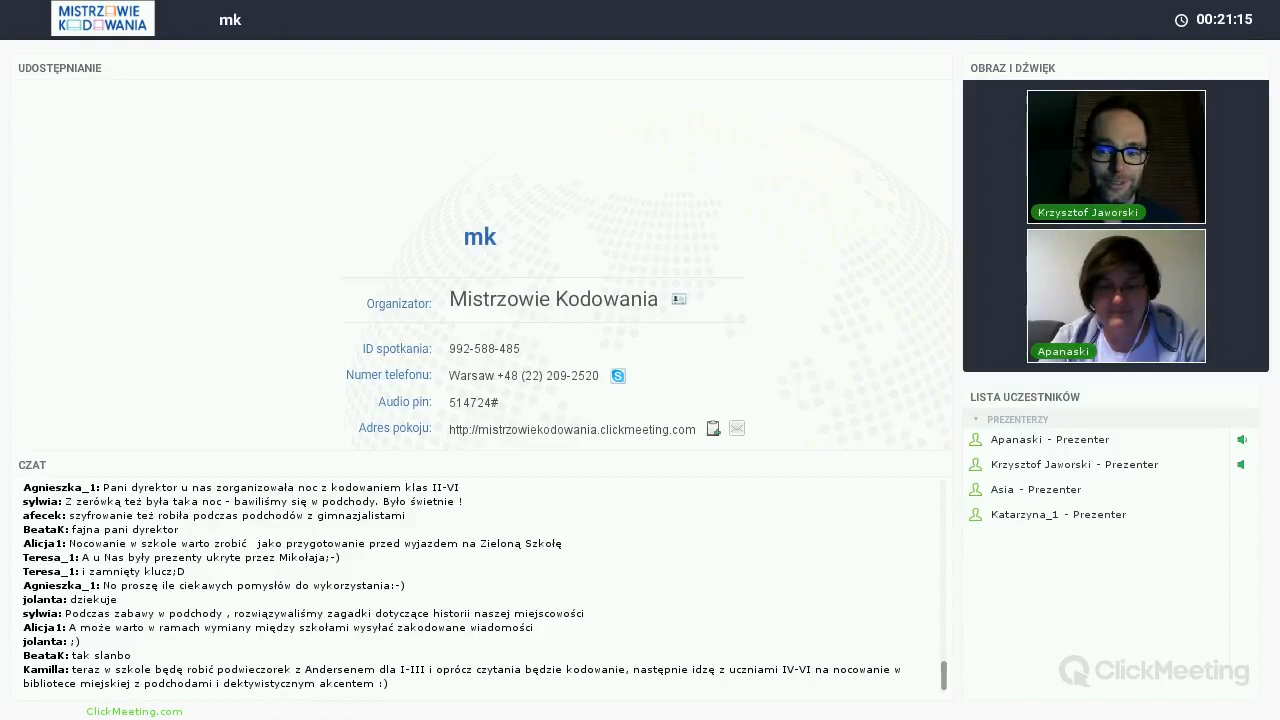 MISTRZOWIE
KODOWANIA
mk
00:21:15
UDOSTĘPNIANIE
mk
Organizator: Mistrzowie Kodowania
ID spotkania: 992-588-485
Numer telefonu: Warsaw +48 (22) 209-2520
Audio pin: 514724#
Adres pokoju: http://mistrzowiekodowania.clickmeeting.com
CZAT
Agnieszka_1: Pani dyrektor u nas zorganizowała noc z kodowaniem klas II-VI
sylwia: Z zerówką też była taka noc - bawiliśmy się w podchody. Było świetnie !
afecek: szyfrowanie też robiła podczas podchodów z gimnazjalistami
BeataK: fajna pani dyrektor
Alicja1: Nocowanie w szkole warto zrobić jako przygotowanie przed wyjazdem na Zieloną Szkołę
Teresa_1: A u Nas były prezenty ukryte przez Mikołaja;-)
Teresa_1: i zamnięty klucz;D
Agnieszka_1: No proszę ile ciekawych pomysłów do wykorzystania:-)
jolanta: dziekuje
sylwia: Podczas zabawy w podchody , rozwiązywaliśmy zagadki dotyczące historii naszej miejscowości
Alicja1: A może warto w ramach wymiany między szkołami wysyłać zakodowane wiadomości
jolanta: ;)
BeataK: tak slanbo
Kamilla: teraz w szkole będę robić podwieczorek z Andersenem dla I-III i oprócz czytania będzie kodowanie, następnie idzę z uczniami IV-VI na nocowanie w
bibliotece miejskiej z podchodami i dektywistycznym akcentem :)
ClickMeeting.com
OBRAZ I DŹWIĘK
Krzysztof Jaworski
Apanaski
LISTA UCZESTNIKÓW
PREZENTERZY
Apanaski - Prezenter
Krzysztof Jaworski - Prezenter
Asia - Prezenter
Katarzyna_1 - Prezenter
ClickMeeting